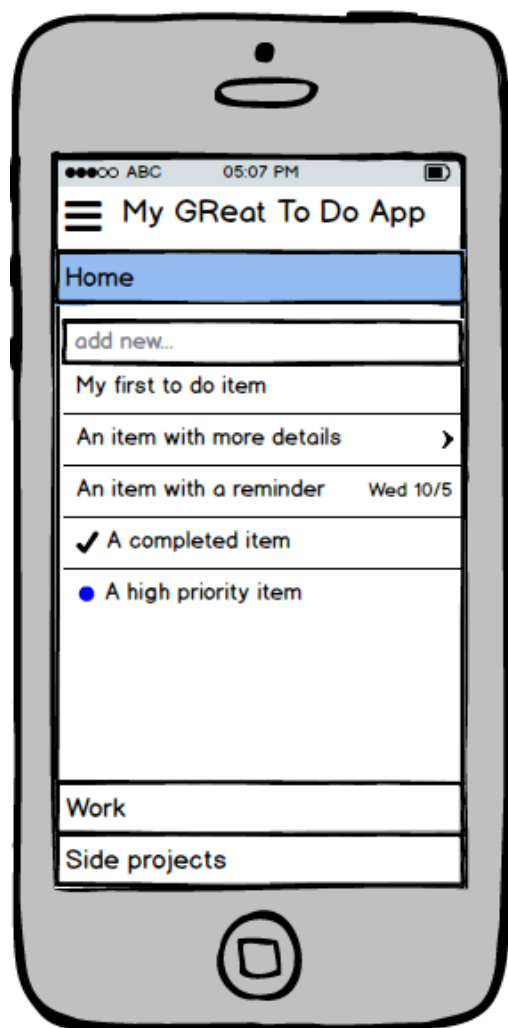 ABC 05:07 PM
My GReat To Do App
Home
add new...
My first to do item
An item with more details
An item with a reminder Wed 10/5
A completed item
A high priority item
Work
Side projects